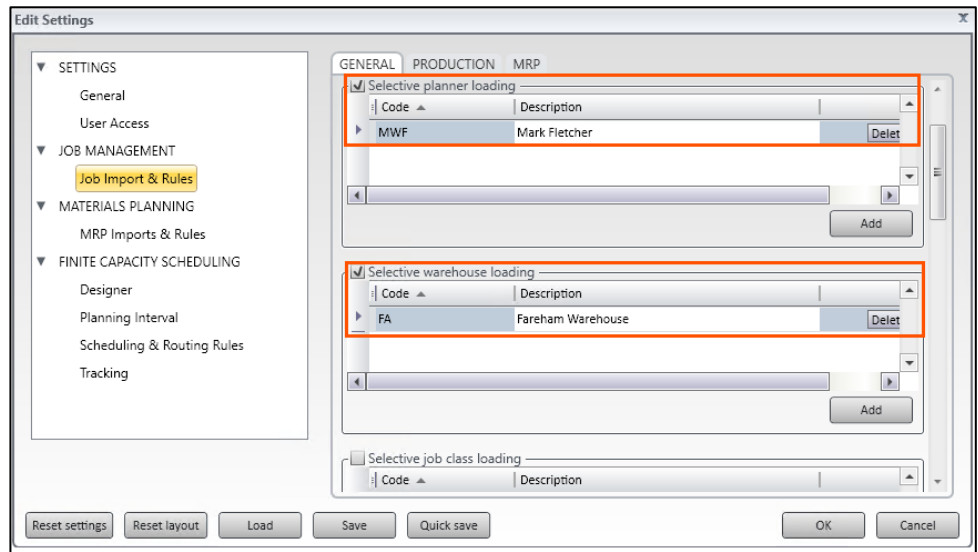 Edit Settings
x
SETTINGS
General
User Access
JOB MANAGEMENT
Job Import & Rules
MATERIALS PLANNING
MRP Imports & Rules
FINITE CAPACITY SCHEDULING
Designer
Planning Interval
Scheduling & Routing Rules
Tracking
GENERAL PRODUCTION MRP
Selective planner loading
Code Description
MWF Mark Fletcher Delet
Add
Selective warehouse loading
Code Description
FA Fareham Warehouse Delet
Add
Selective job class loading
Code Description
Reset settings Reset layout Load Save Quick save OK Cancel